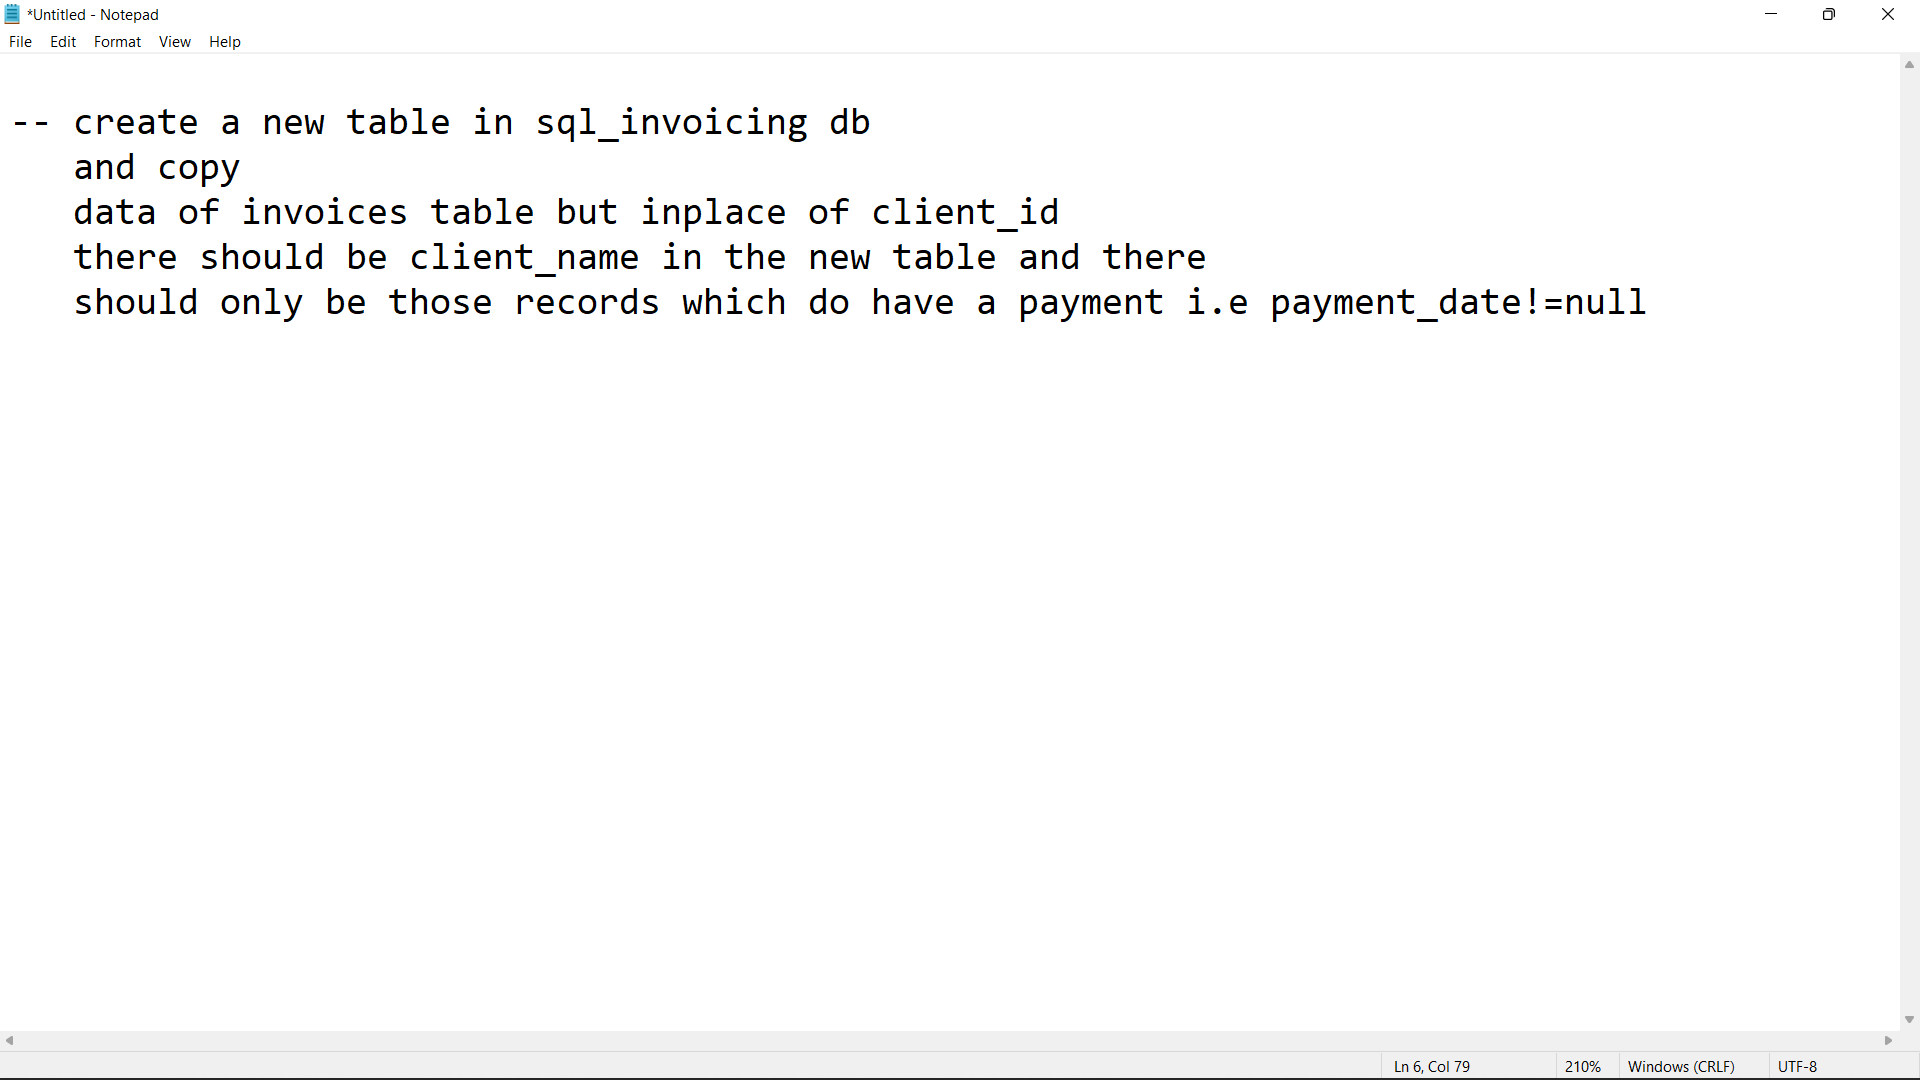 *Untitled - Notepad
File Edit Format View Help
-- create a new table in sql_invoicing db
and copy
data of invoices table but inplace of client_id
there should be client_name in the new table and there
should only be those records which do have a payment i.e payment_date!=null
Ln 6, Col 79 210% Windows (CRLF) UTF-8